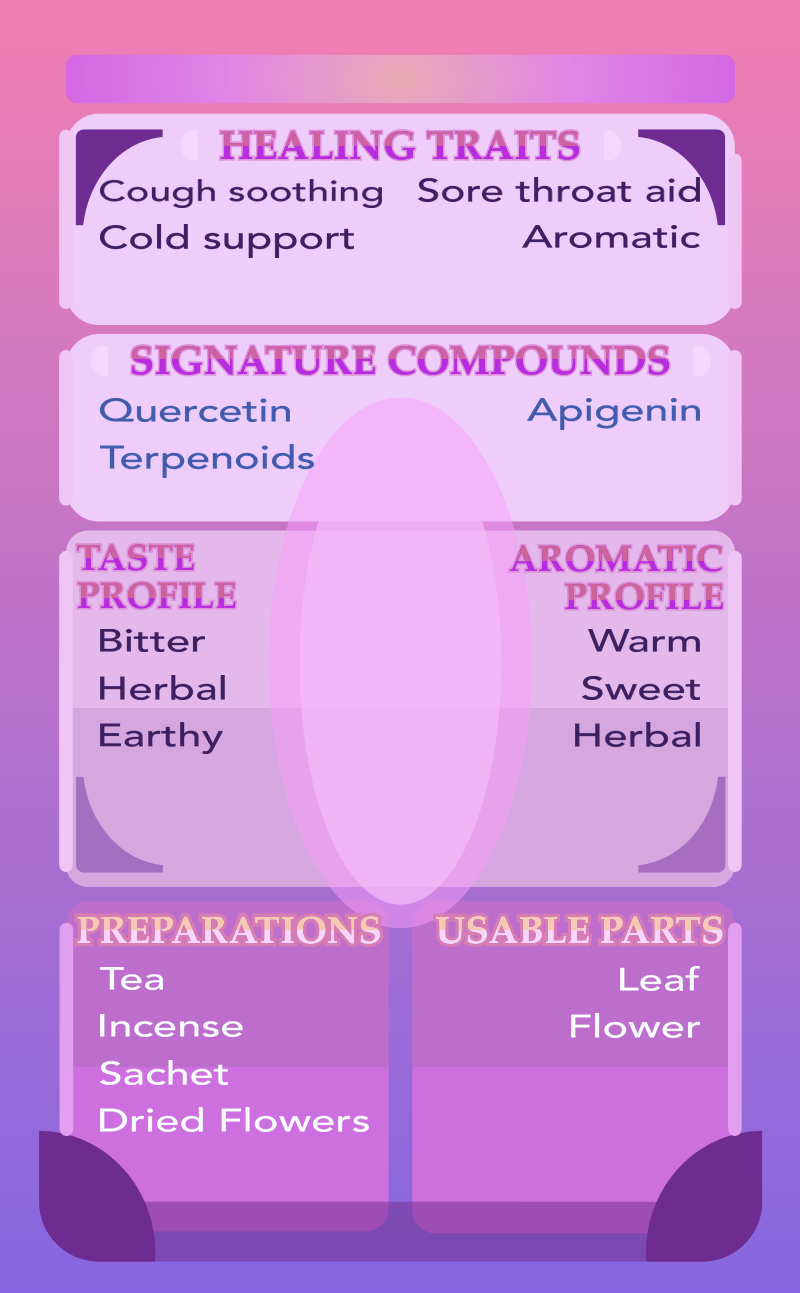 HEALING TRAITS
Cough soothing Sore throat aid
Cold support Aromatic
SIGNATURE COMPOUNDS
Quercetin Apigenin
Terpenoids
TASTE
PROFILE
Bitter
Herbal
Earthy
AROMATIC
PROFILE
Warm
Sweet
Herbal
PREPARATIONS
Tea
Incense
Sachet
Dried Flowers
USABLE PARTS
Leaf
Flower